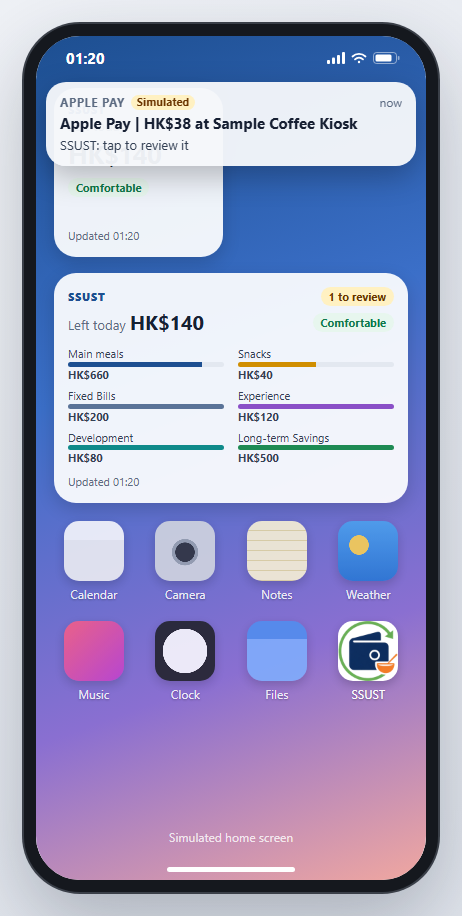 01:20
APPLE PAY Simulated now
Apple Pay | HK$38 at Sample Coffee Kiosk
SSUST: tap to review it
HK$140
Comfortable
Updated 01:20
SSUST 1 to review
Left today HK$140 Comfortable
Main meals Snacks
HK$660 HK$40
Fixed Bills Experience
HK$200 HK$120
Development Long-term Savings
HK$80 HK$500
Updated 01:20
Calendar Camera Notes Weather
Music Clock Files SSUST
Simulated home screen